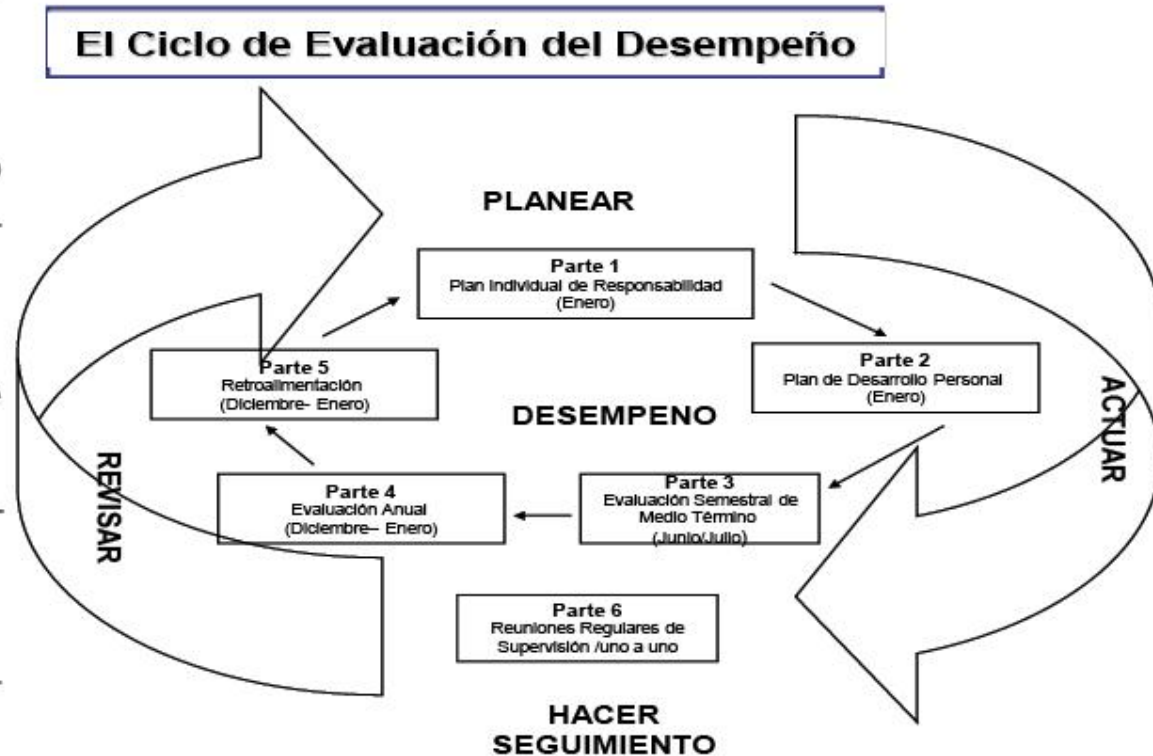 El Ciclo de Evaluación del Desempeño
PLANEAR
Parte 1
Plan Individual de Responsabilidad
(Enero)
Parte 2
Plan de Desarrollo Personal
(Enero)
ACTUAR
Parte 5
Retroalimentación
(Diciembre- Enero)
DESEMPENO
REVISAR
Parte 4
Evaluación Anual
(Diciembre– Enero)
Parte 3
Evaluación Semestral de
Medio Término
(Junio/Julio)
Parte 6
Reuniones Regulares de
Supervisión /uno a uno
HACER
SEGUIMIENTO